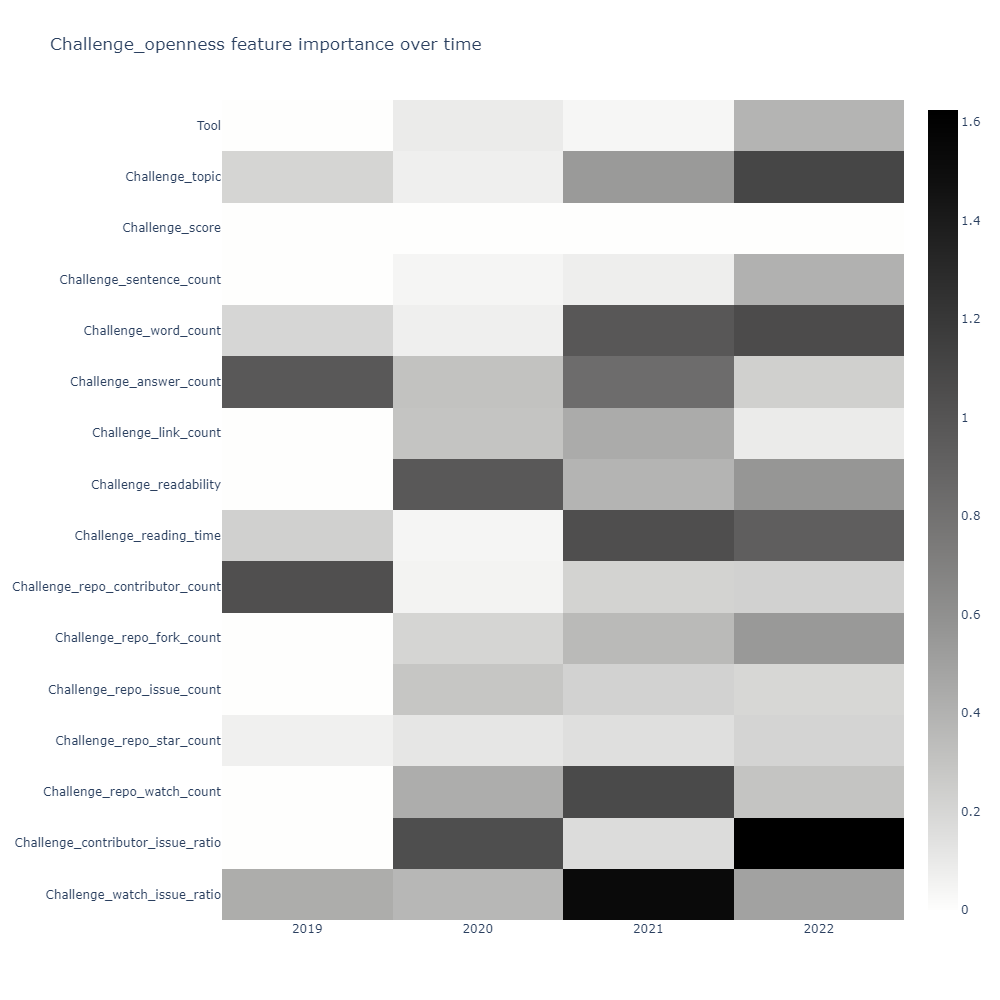 Challenge_openness feature importance over time
Tool
Challenge_topic
Challenge_score
Challenge_sentence_count
Challenge_word_count
Challenge_answer_count
Challenge_link_count
Challenge_readability
Challenge_reading_time
Challenge_repo_contributor_count
Challenge_repo_fork_count
Challenge_repo_issue_count
Challenge_repo_star_count
Challenge_repo_watch_count
Challenge_contributor_issue_ratio
Challenge_watch_issue_ratio
2019 2020 2021 2022
1.6
1.4
1.2
1
0.8
0.6
0.4
0.2
0